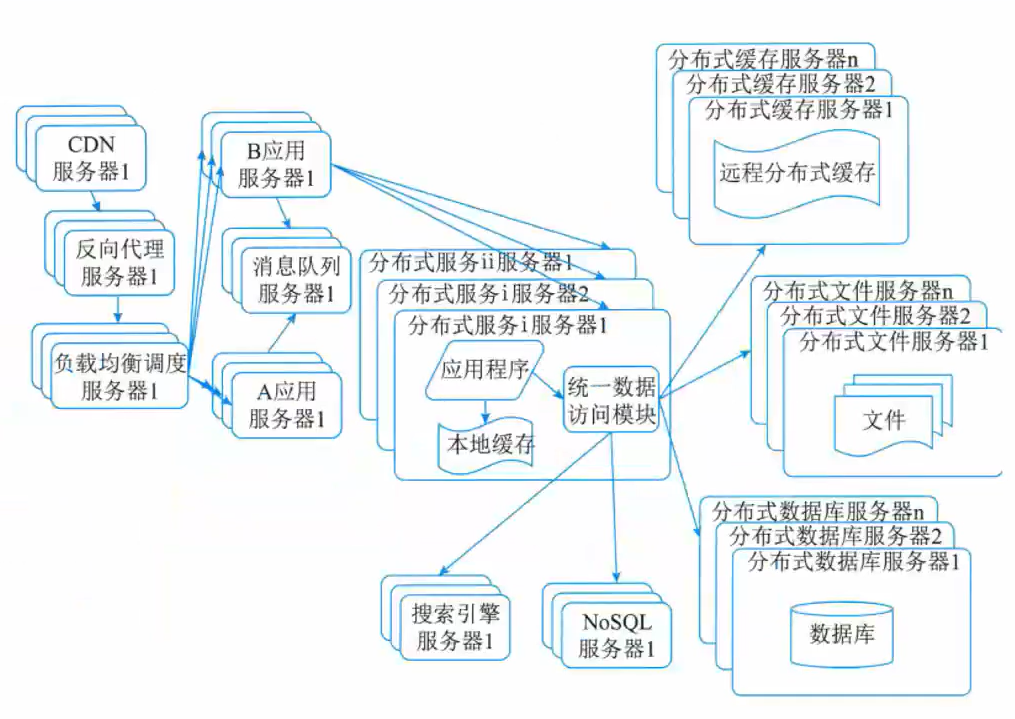 CDN
服务器1
反向代理
服务器1
负载均衡调度
服务器1
B应用
服务器1
消息队列
服务器1
A应用
服务器1
分布式服务ii服务器1
分布式服务i服务器2
分布式服务i服务器1
应用程序
本地缓存
统一数据
访问模块
分布式缓存服务器n
分布式缓存服务器2
分布式缓存服务器1
远程分布式缓存
分布式文件服务器n
分布式文件服务器2
分布式文件服务器1
文件
分布式数据库服务器n
分布式数据库服务器2
分布式数据库服务器1
数据库
搜索引擎
服务器1
NoSQL
服务器1